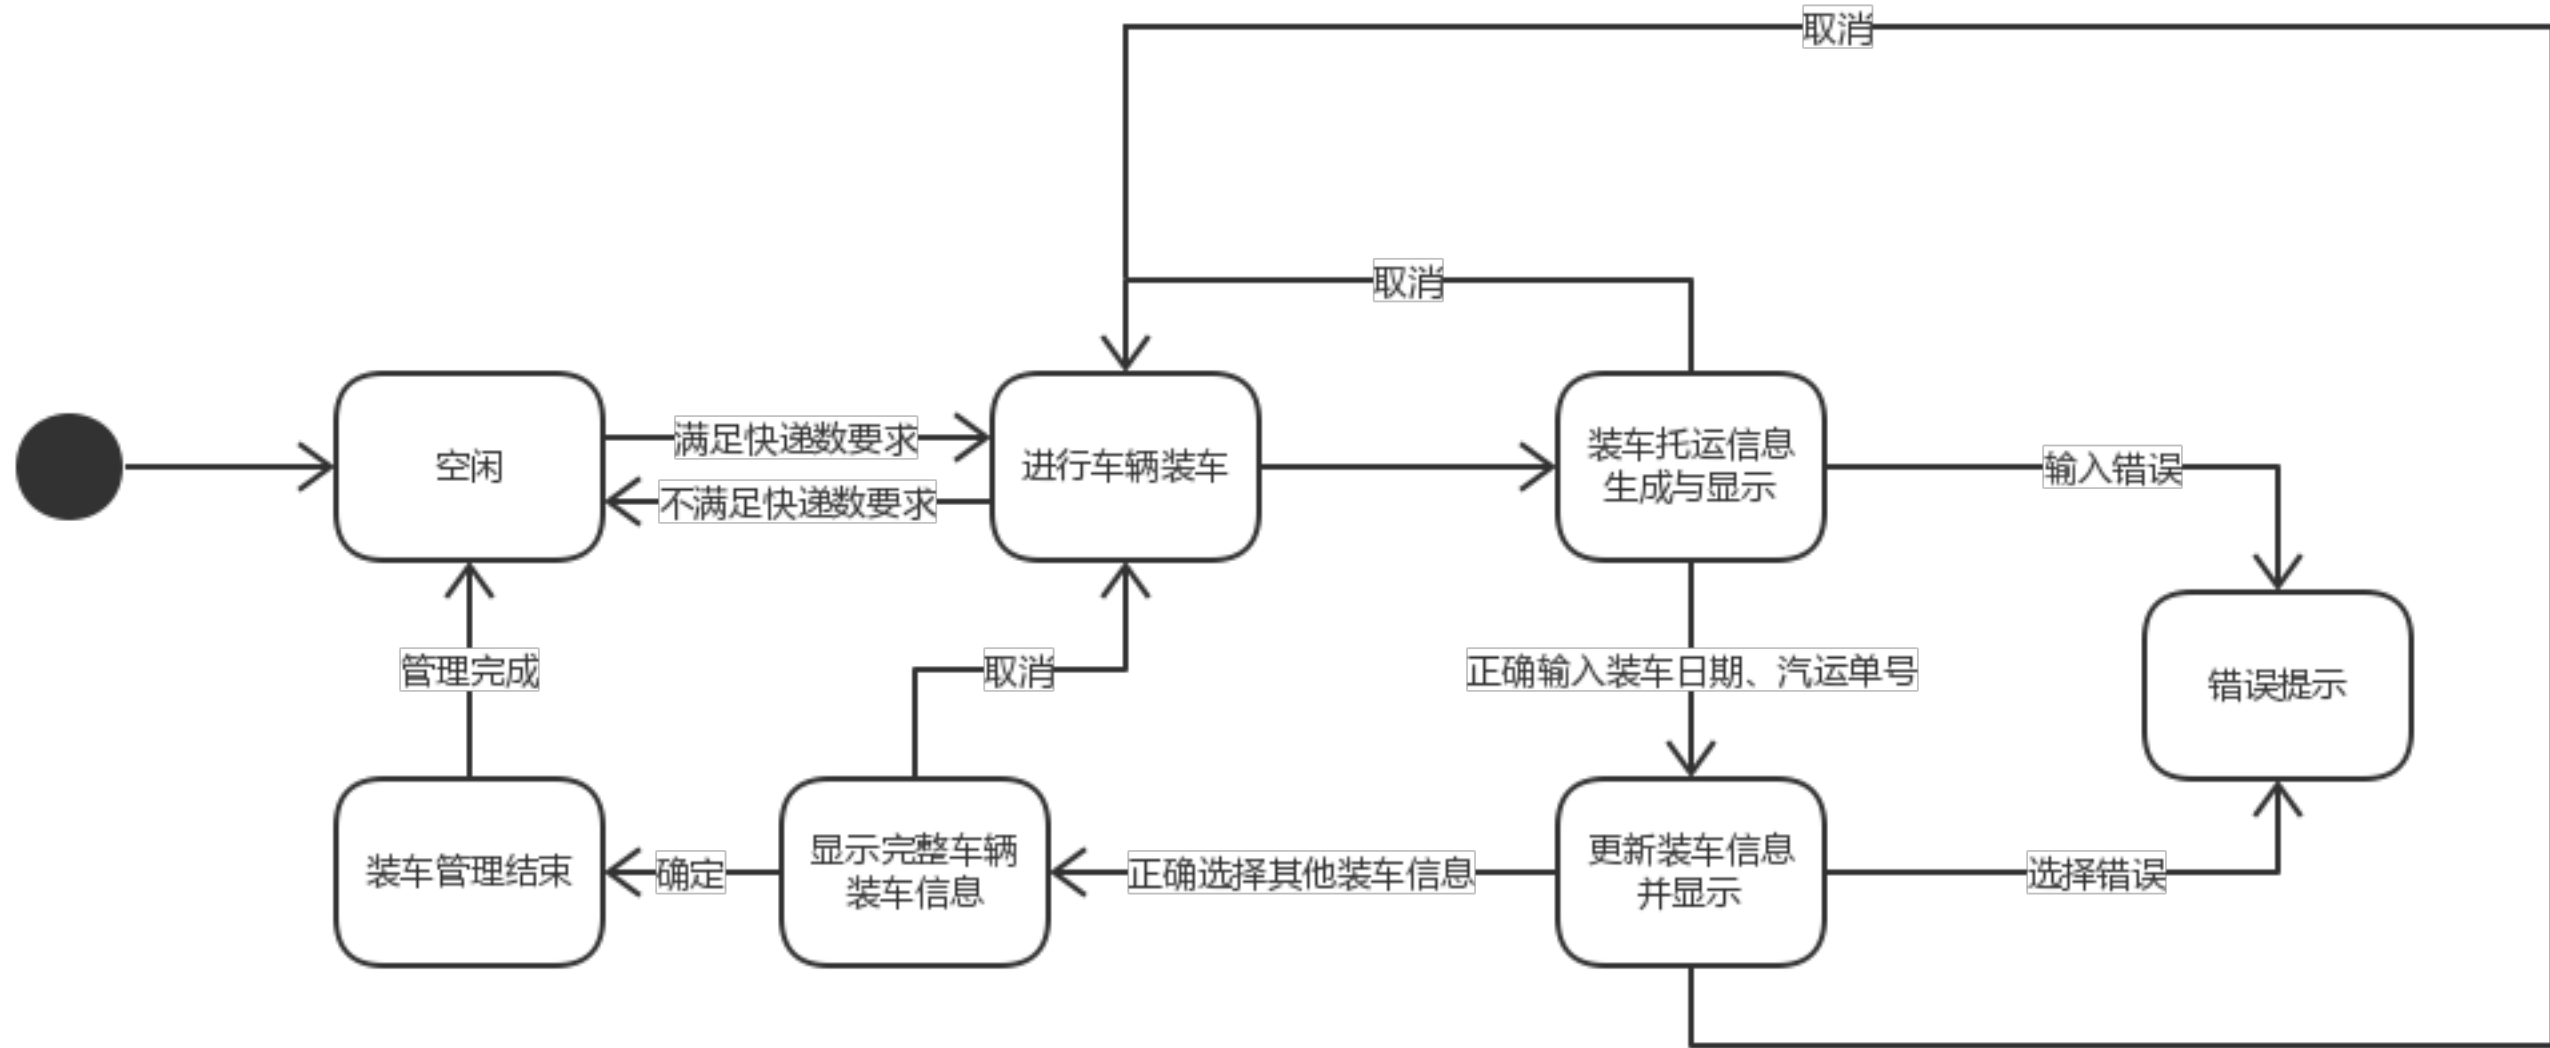 取消
取消
满足快递数要求
空闲
进行车辆装车
装车托运信息
生成与显示
输入错误
不满足快递数要求
管理完成
取消
正确输入装车日期、汽运单号
错误提示
装车管理结束
确定
显示完整车辆
装车信息
正确选择其他装车信息
更新装车信息
并显示
选择错误